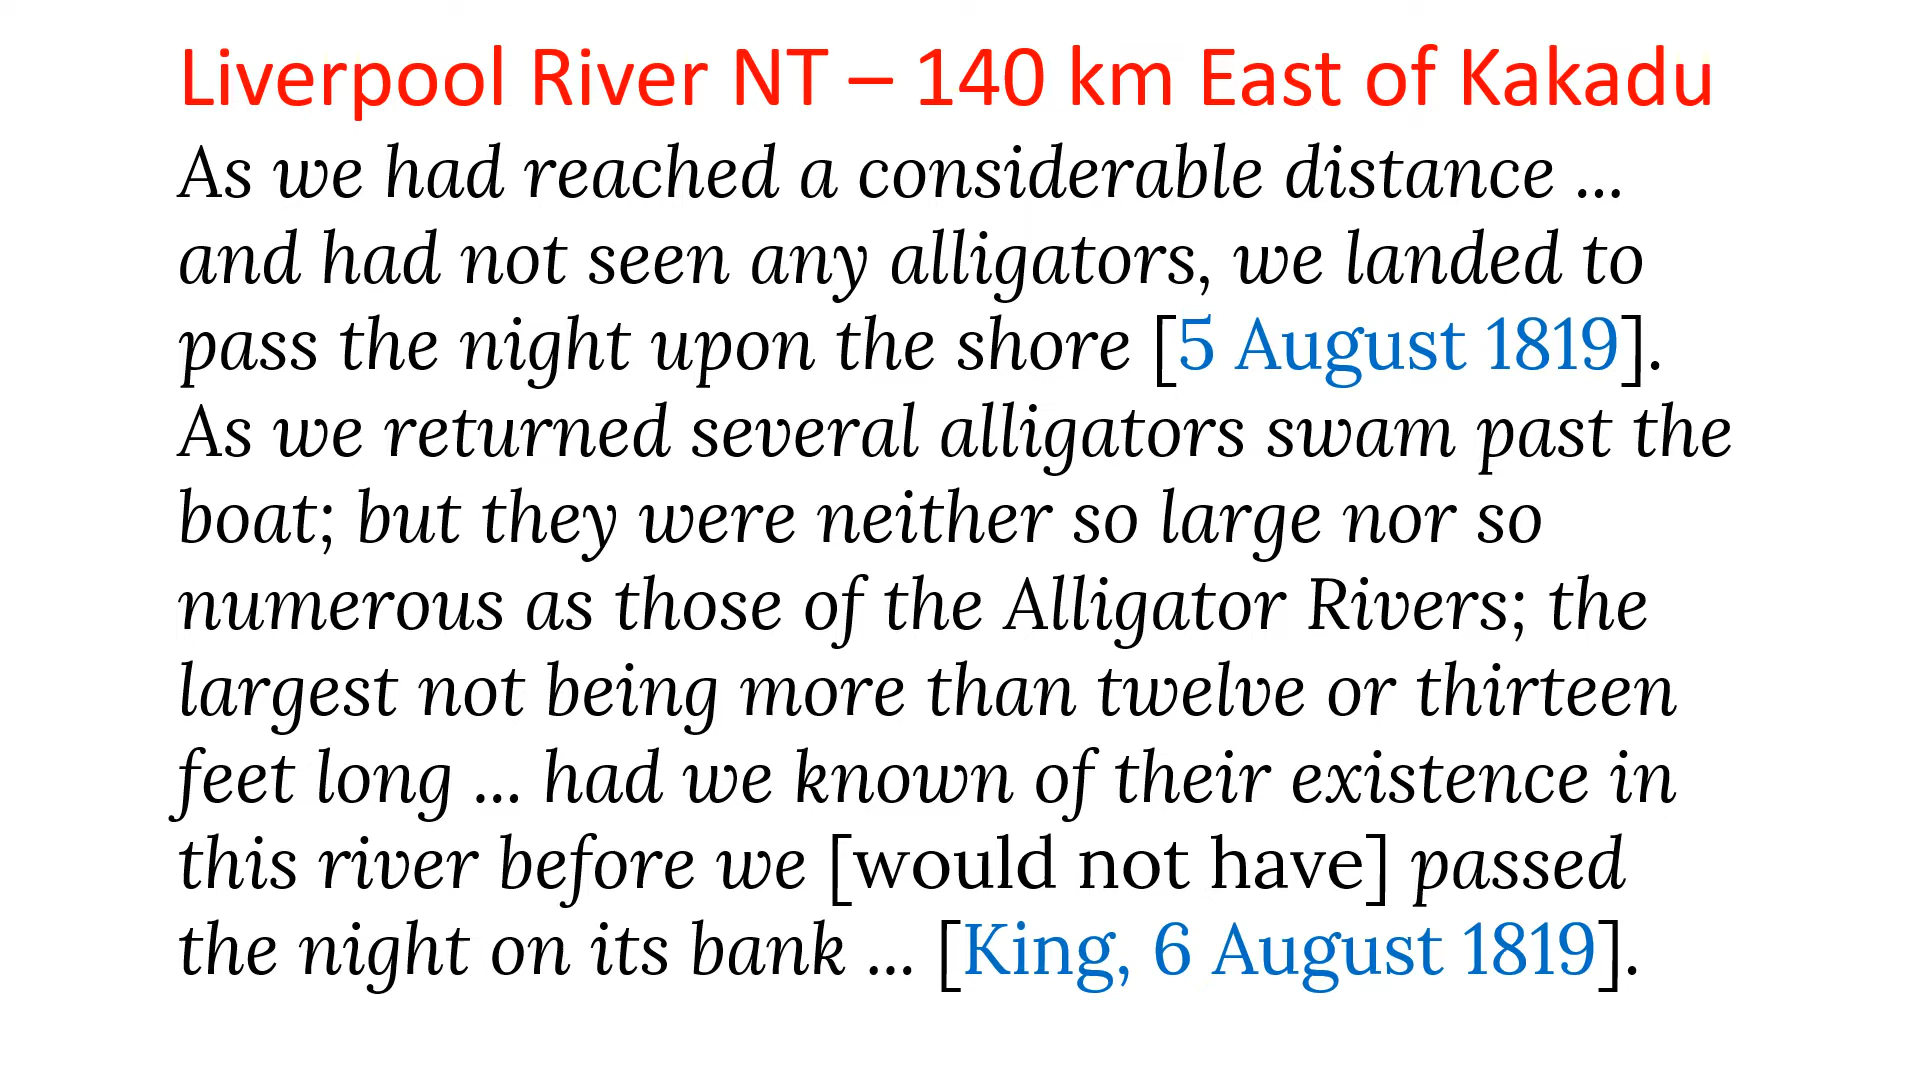 Liverpool River NT – 140 km East of Kakadu
As we had reached a considerable distance ...
and had not seen any alligators, we landed to
pass the night upon the shore [5 August 1819].
As we returned several alligators swam past the
boat; but they were neither so large nor so
numerous as those of the Alligator Rivers; the
largest not being more than twelve or thirteen
feet long ... had we known of their existence in
this river before we [would not have] passed
the night on its bank ... [King, 6 August 1819].